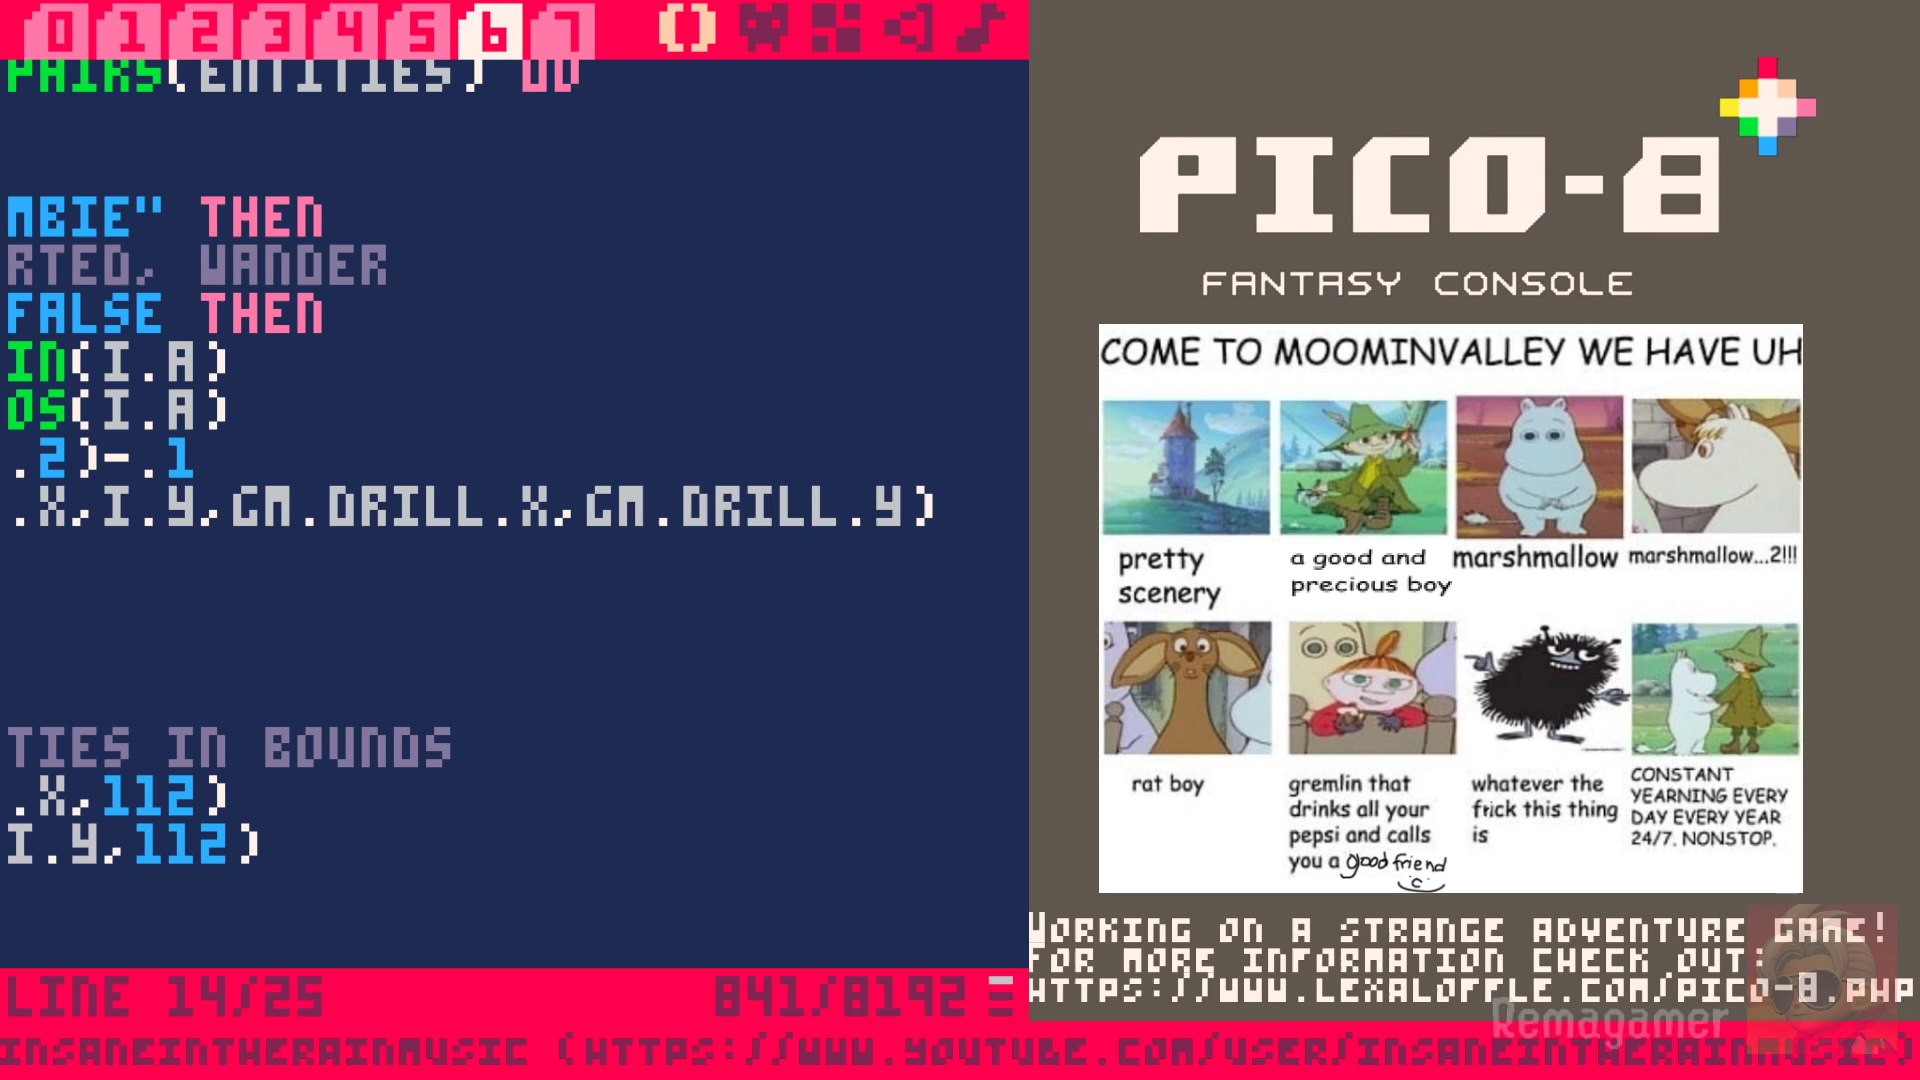 0 1 2 3 4 5 6 7
PAIRS(ENTITIES) DO
MBIE" THEN
RTED, WANDER
FALSE THEN
IN(I.A)
OS(I.A)
.2)-.1
.X,I.Y,GM.DRILL.X,GM.DRILL.Y)
TIES IN BOUNDS
.X,112)
I.Y,112)
LINE 14/25 841/8192
PICO-8
FANTASY CONSOLE
COME TO MOOMINVALLEY WE HAVE UH
pretty scenery
a good and precious boy
marshmallow
marshmallow...2!!!
rat boy
gremlin that
drinks all your
pepsi and calls
you a good friend
whatever the
frick this thing
is
CONSTANT
YEARNING EVERY
DAY EVERY YEAR
24/7. NONSTOP.
WORKING ON A STRANGE ADVENTURE GAME!
FOR MORE INFORMATION CHECK OUT:
HTTPS://WWW.LEXALOFFLE.COM/PICO-8.PHP
Remagamer
INSANEINTHERAINMUSIC (HTTPS://WWW.YOUTUBE.COM/USER/INSANEINTHERAINMUSIC)